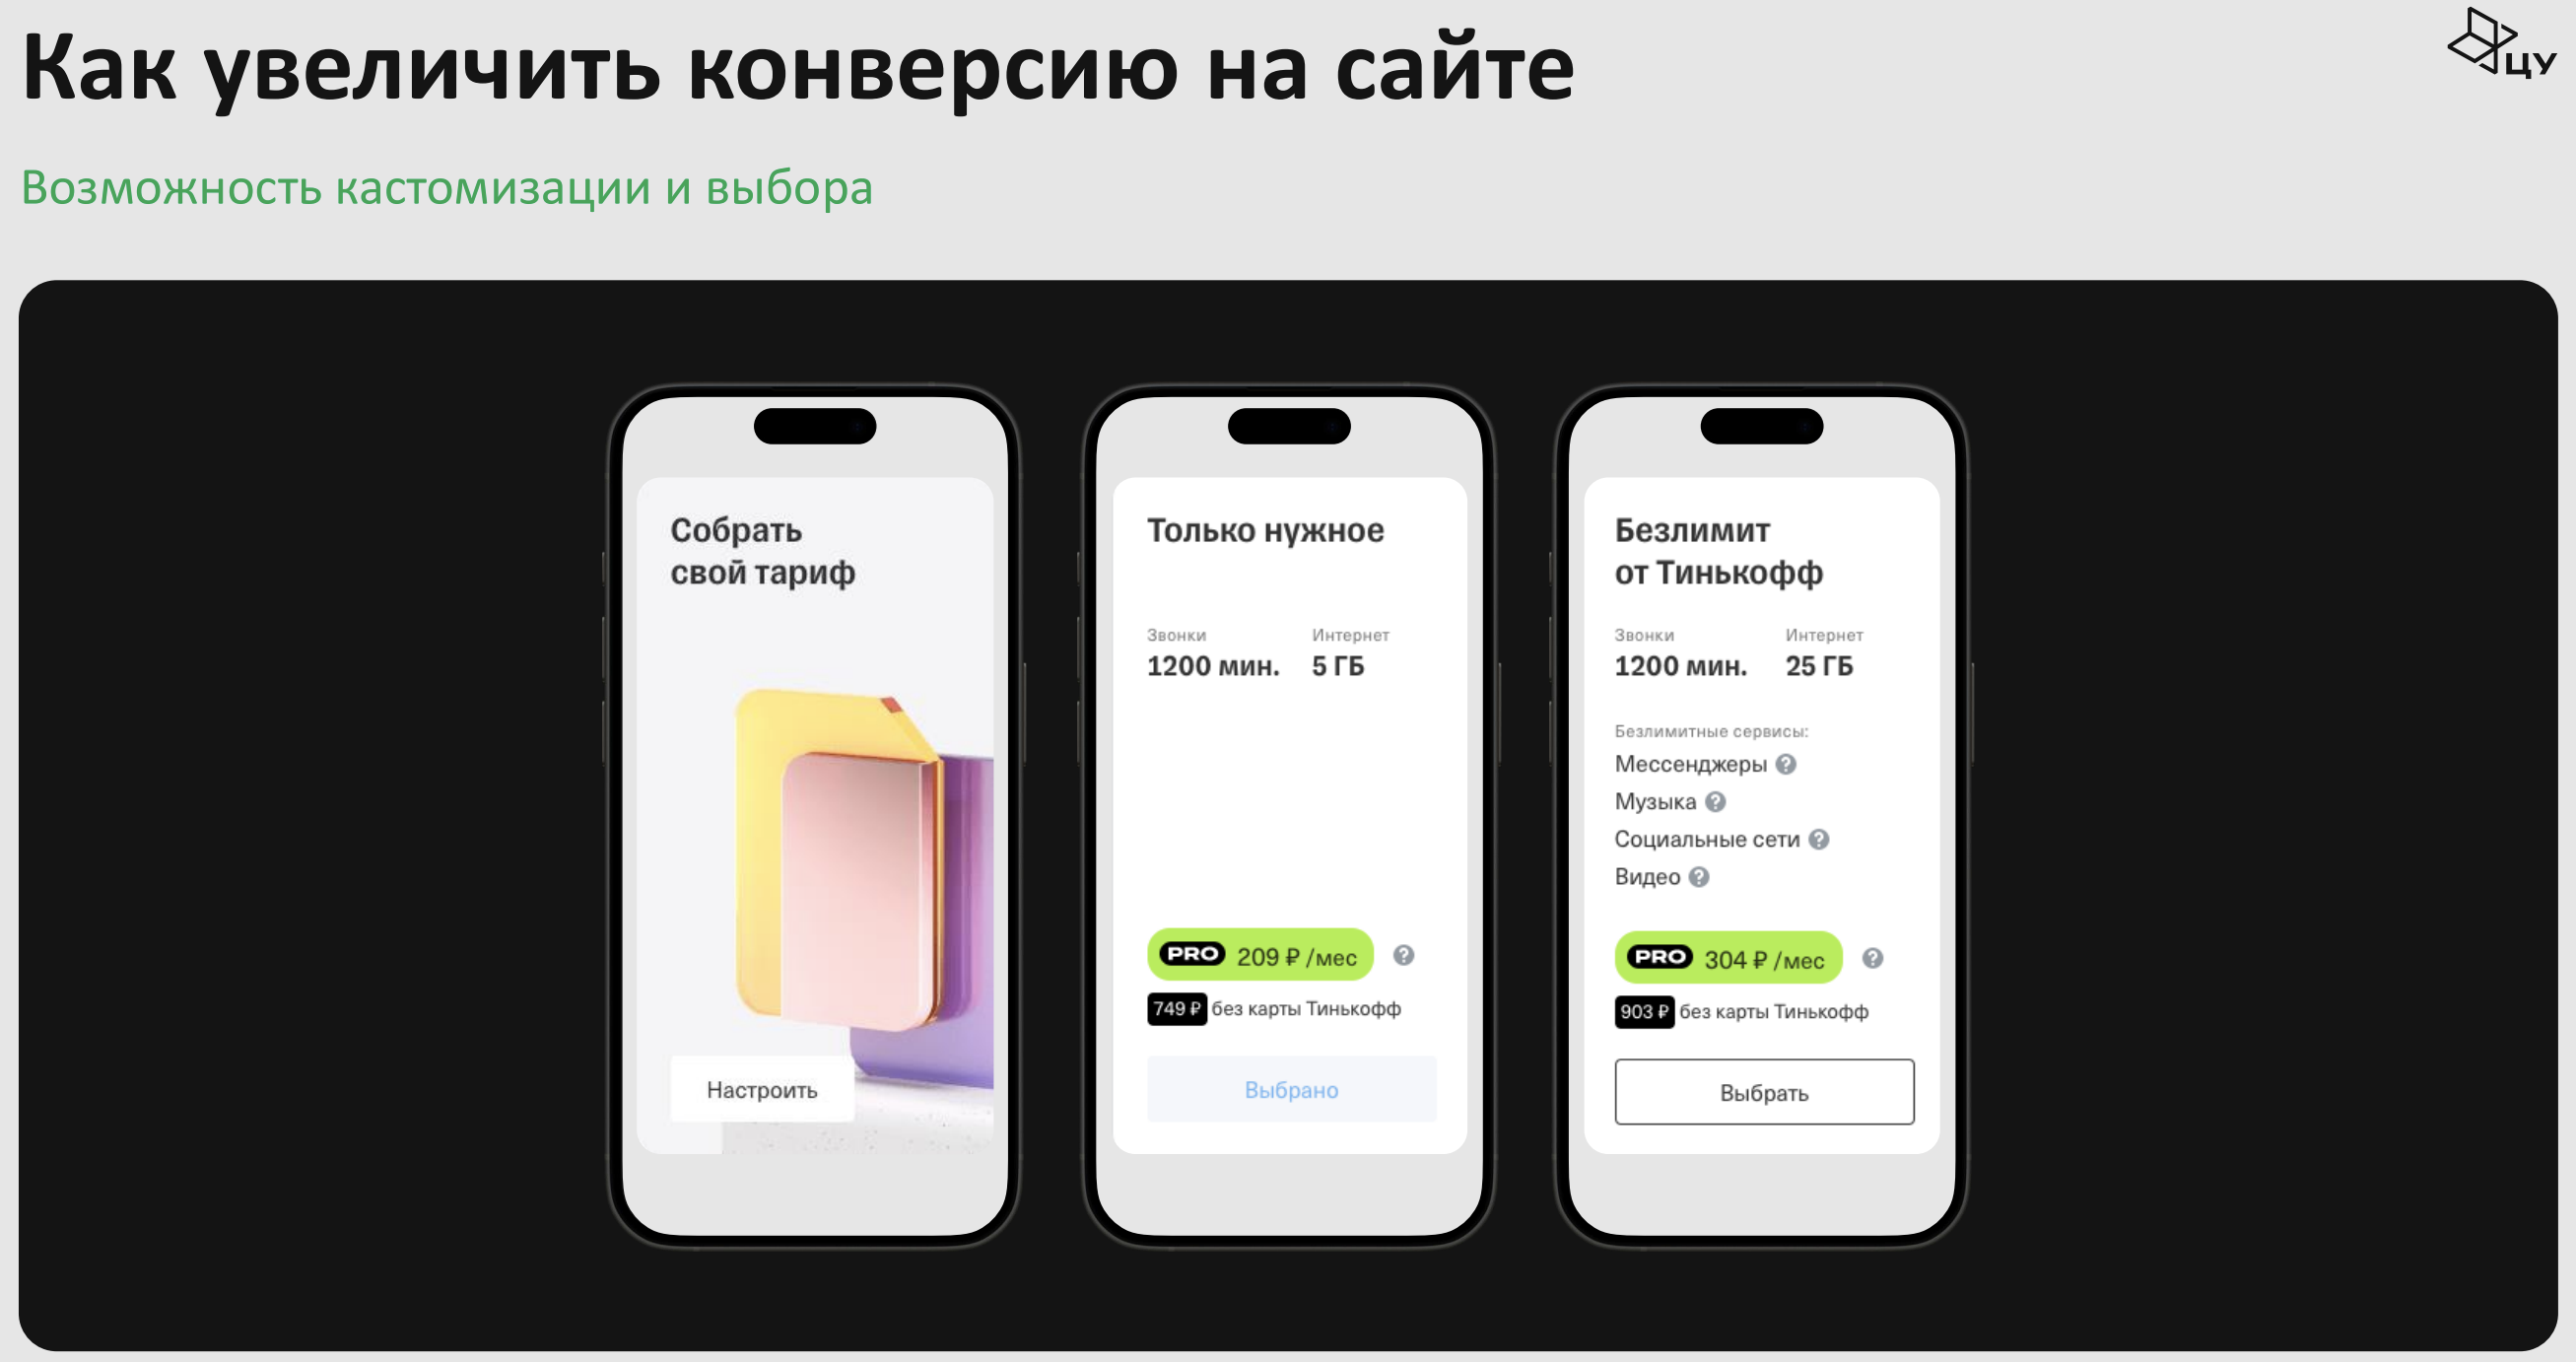 Как увеличить конверсию на сайте
ЦУ
Возможность кастомизации и выбора
Собрать
свой тариф
Настроить
Только нужное
Звонки Интернет
1200 мин. 5 ГБ
PRO 209 ₽ /мес ?
749 ₽ без карты Тинькофф
Выбрано
Безлимит
от Тинькофф
Звонки Интернет
1200 мин. 25 ГБ
Безлимитные сервисы:
Мессенджеры ?
Музыка ?
Социальные сети ?
Видео ?
PRO 304 ₽ /мес ?
903 ₽ без карты Тинькофф
Выбрать